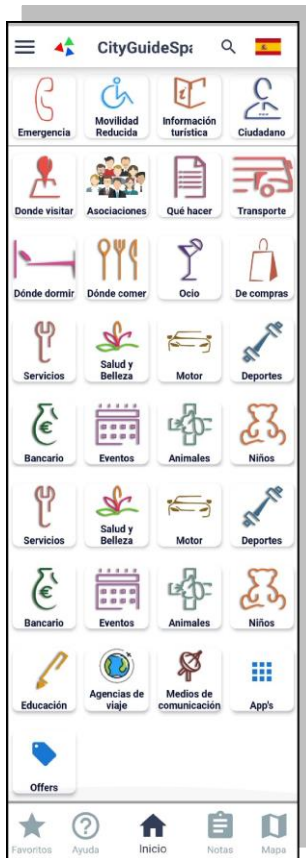 CityGuideSpa
Emergencia
Movilidad
Reducida
Información
turística
Ciudadano
Donde visitar
Asociaciones
Qué hacer
Transporte
Dónde dormir
Dónde comer
Ocio
De compras
Servicios
Salud y
Belleza
Motor
Deportes
Bancario
Eventos
Animales
Niños
Servicios
Salud y
Belleza
Motor
Deportes
Bancario
Eventos
Animales
Niños
Educación
Agencias de
viaje
Medios de
comunicación
App's
Offers
Favoritos
Ayuda
Inicio
Notas
Mapa